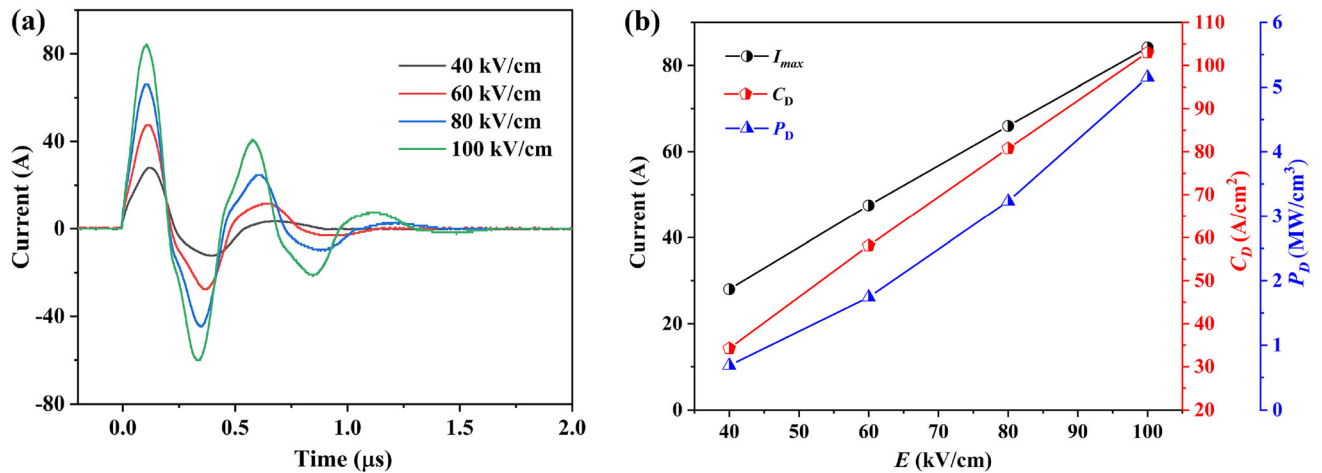 (a)
80
40
0
-40
-80
Current (A)
0.0 0.5 1.0 1.5 2.0
Time (μs)
40 kV/cm
60 kV/cm
80 kV/cm
100 kV/cm
(b)
80
60
40
20
0
Current (A)
40 50 60 70 80 90 100
E (kV/cm)
I_max
C_D
P_D
110
100
90
80
70
60
50
40
30
20
C_D (A/cm²)
6
5
4
3
2
1
0
P_D (MW/cm³)